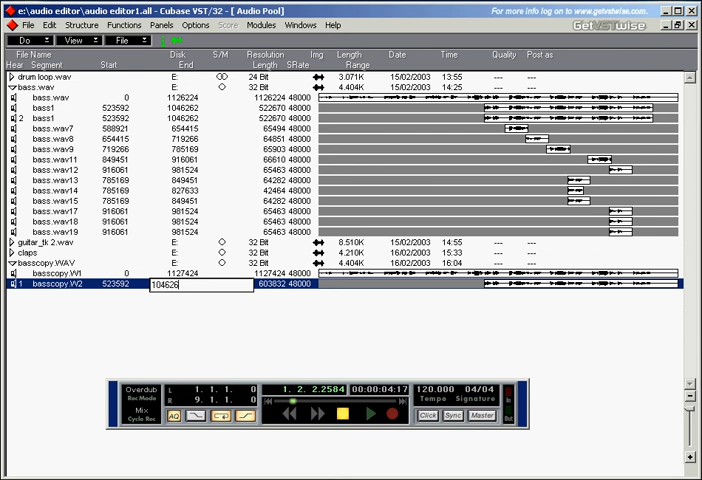 e:\audio editor\audio editor1.all - Cubase VST/32 - [ Audio Pool]
For more info log on to www.getvstwise.com
File Edit Structure Functions Score Panels Options Audio Modules Windows Help
GetVSTwise
Do View File
File Name Disk S/M Resolution Img Length Date Time Quality Post as
Hear Segment Start End Length SRate Range
drum loop.wav E: 24 Bit 3.071K 15/02/2003 13:55 --- ---
bass.wav E: 32 Bit 4.404K 15/02/2003 14:25 --- ---
bass.wav 0 1126224 1126224 48000
bass1 523592 1046262 522670 48000
2 bass1 523592 1046262 522670 48000
bass.wav7 588921 654415 65494 48000
bass.wav8 654415 719266 64851 48000
bass.wav9 719266 785169 65903 48000
bass.wav11 849451 916061 66610 48000
bass.wav12 916061 981524 65463 48000
bass.wav13 785169 849451 64282 48000
bass.wav14 785169 827633 42464 48000
bass.wav15 785169 849451 64282 48000
bass.wav17 916061 981524 65463 48000
bass.wav18 916061 981524 65463 48000
bass.wav19 916061 981524 65463 48000
guitar_tk 2.wav E: 32 Bit 8.510K 15/02/2003 14:55 --- ---
claps E: 16 Bit 4.210K 16/02/2003 15:33 --- ---
basscopy.WAV E: 32 Bit 4.404K 16/02/2003 16:04 --- ---
basscopy.W1 0 1127424 1127424 48000
1 basscopy.W2 523592 104626 603832 48000
Overdub L 1. 1. 1. 0 1. 2. 2.2584 00:00:04:17 120.000 04/04 In
Rec Mode R 9. 1. 1. 0 Tempo Signature
Mix AQ Click Sync Master Out
Cycle Rec